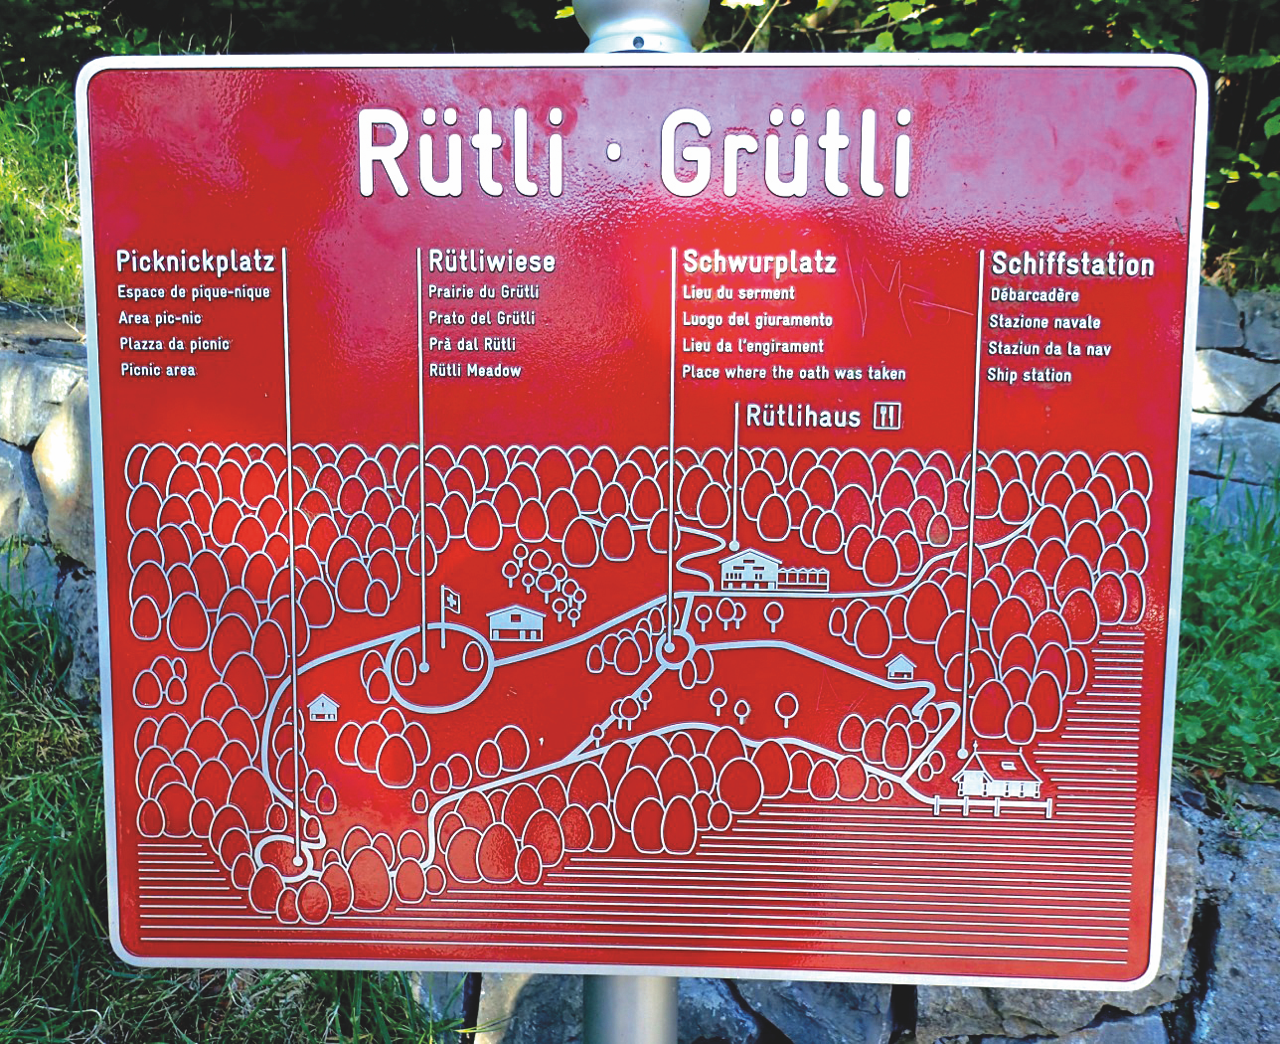 Rütli · Grütli
Picknickplatz
Espace de pique-nique
Area pic-nic
Plazza da picnic
Picnic area
Rütliwiese
Prairie du Grütli
Prato del Grütli
Prà dal Rütli
Rütli Meadow
Schwurplatz
Lieu du serment
Luogo del giuramento
Lieu da l'engirament
Place where the oath was taken
Rütlihaus
Schiffstation
Débarcadère
Stazione navale
Staziun da la nav
Ship station